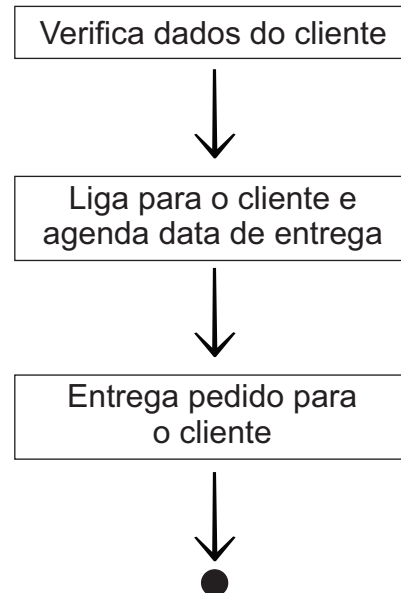 Verifica dados do cliente
Liga para o cliente e
agenda data de entrega
Entrega pedido para
o cliente